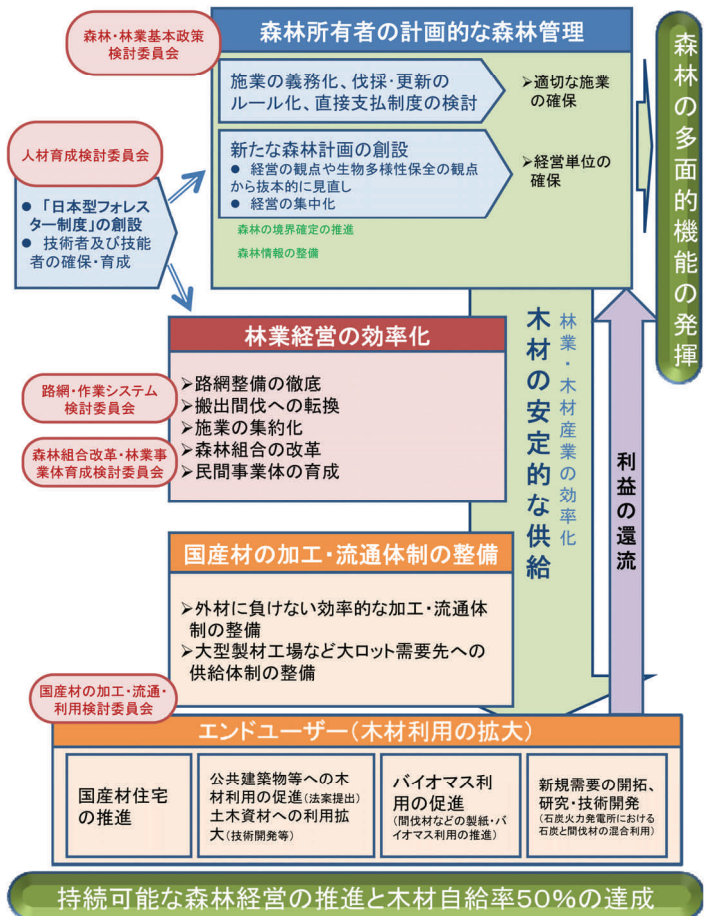 森林・林業基本政策
検討委員会
森林所有者の計画的な森林管理
施業の義務化、伐採・更新の
ルール化、直接支払制度の検討
➢適切な施業
の確保
新たな森林計画の創設
● 経営の観点や生物多様性保全の観点
から抜本的に見直し
● 経営の集中化
➢経営単位の
確保
森林の境界確定の推進
森林情報の整備
森林の多面的機能の発揮
人材育成検討委員会
● 「日本型フォレス
ター制度」の創設
● 技術者及び技能
者の確保・育成
林業経営の効率化
路網・作業システム
検討委員会
森林組合改革・林業事
業体育成検討委員会
➢路網整備の徹底
➢搬出間伐への転換
➢施業の集約化
➢森林組合の改革
➢民間事業体の育成
林業・木材産業の効率化
木材の安定的な供給
利益の還流
国産材の加工・流通体制の整備
➢外材に負けない効率的な加工・流通体
制の整備
➢大型製材工場など大ロット需要先への
供給体制の整備
国産材の加工・流通・
利用検討委員会
エンドユーザー(木材利用の拡大)
国産材住宅
の推進
公共建築物等への木
材利用の促進(法案提出)
土木資材への利用拡
大(技術開発等)
バイオマス利
用の促進
(間伐材などの製紙・バ
イオマス利用の推進)
新規需要の開拓、
研究・技術開発
(石炭火力発電所における
石炭と間伐材の混合利用)
持続可能な森林経営の推進と木材自給率50%の達成